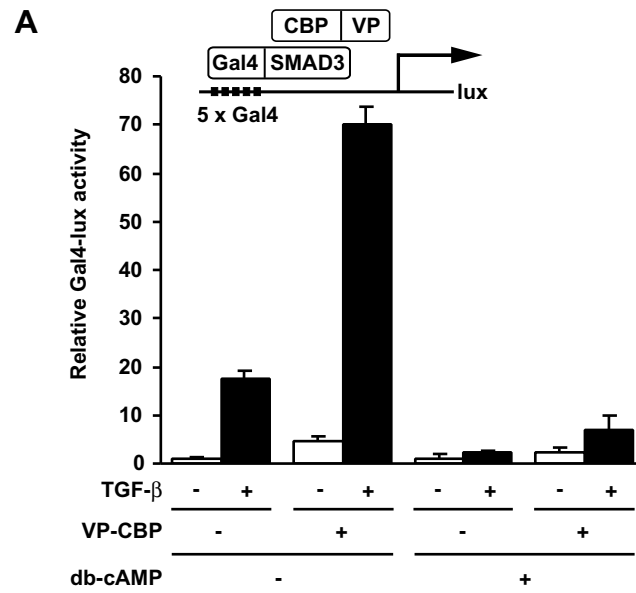 A
CBP VP
Gal4 SMAD3
lux
5 x Gal4
Relative Gal4-lux activity
80
70
60
50
40
30
20
10
0
TGF-β - + - + - + - +
VP-CBP - + - +
db-cAMP - +